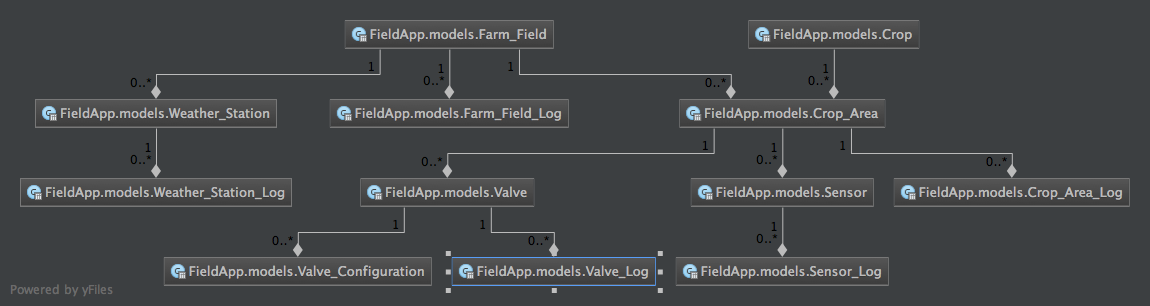 FieldApp.models.Farm_Field
FieldApp.models.Crop
1
1
1
1
0..*
0..*
0..*
0..*
FieldApp.models.Weather_Station
FieldApp.models.Farm_Field_Log
FieldApp.models.Crop_Area
1
1
1
1
0..*
0..*
0..*
0..*
FieldApp.models.Weather_Station_Log
FieldApp.models.Valve
FieldApp.models.Sensor
FieldApp.models.Crop_Area_Log
1
1
1
0..*
0..*
0..*
FieldApp.models.Valve_Configuration
FieldApp.models.Valve_Log
FieldApp.models.Sensor_Log
Powered by yFiles